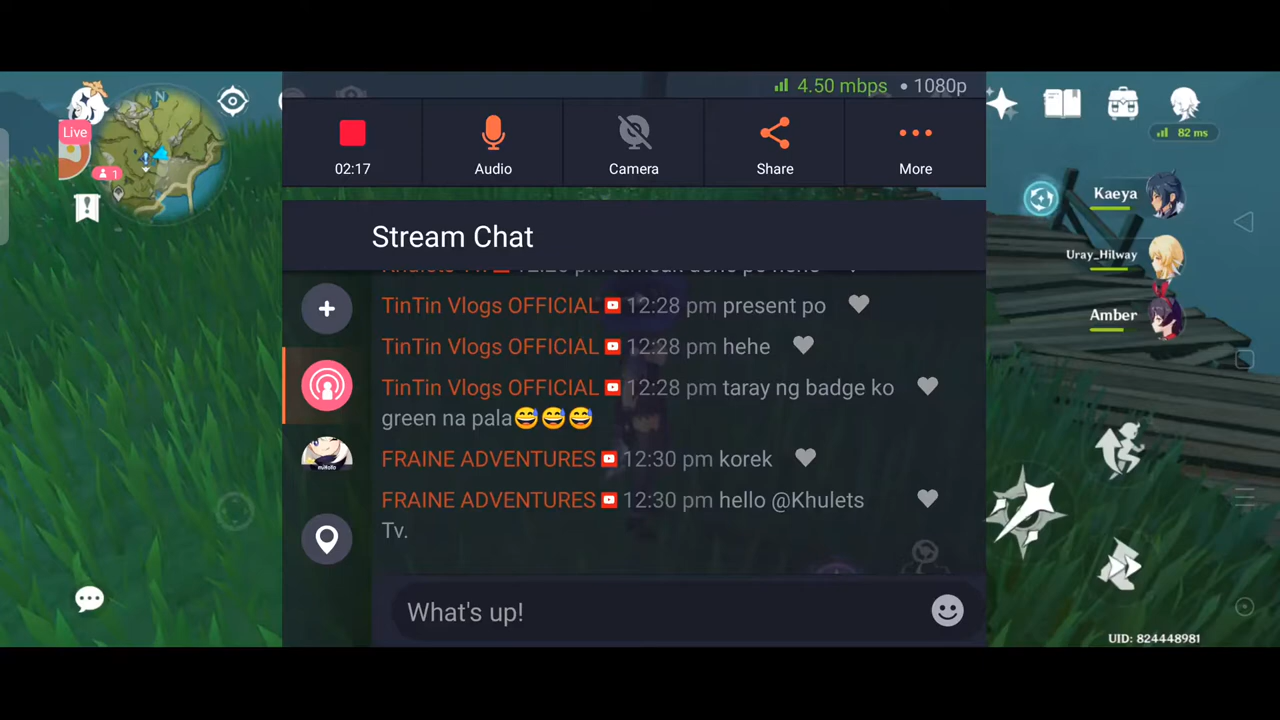 4.50 mbps • 1080p
N
Live
1
02:17
Audio
Camera
Share
More
82 ms
Kaeya
Uray_Hilway
Amber
Stream Chat
TinTin Vlogs OFFICIAL 12:28 pm present po
TinTin Vlogs OFFICIAL 12:28 pm hehe
TinTin Vlogs OFFICIAL 12:28 pm taray ng badge ko
green na pala😅😅😅
FRAINE ADVENTURES 12:30 pm korek
FRAINE ADVENTURES 12:30 pm hello @Khulets
Tv.
miHoYo
What's up!
UID: 824448981